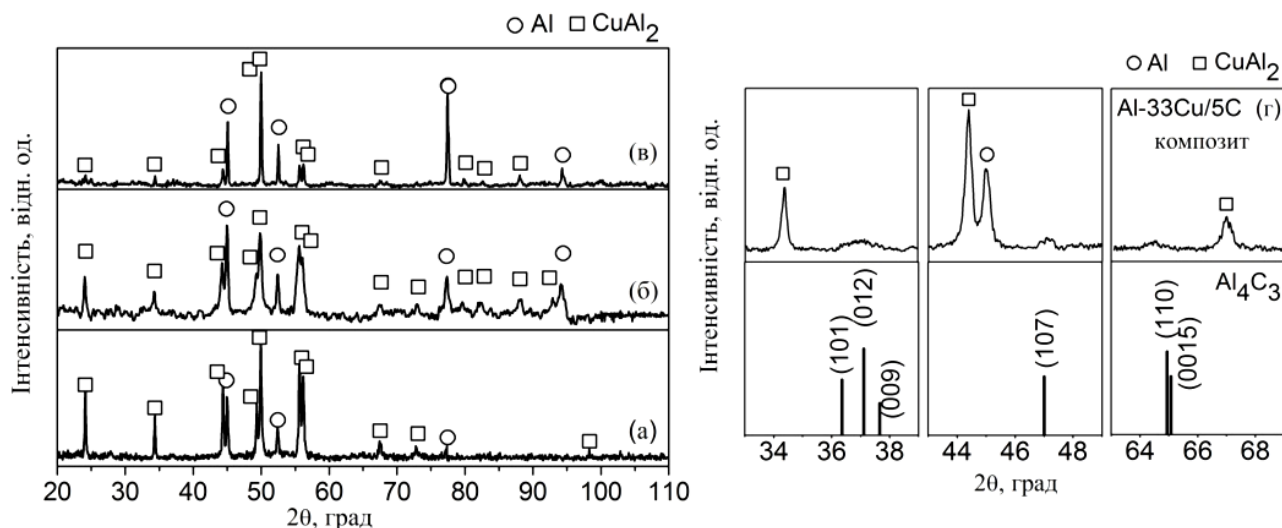 ○ Al □ CuAl₂
Інтенсивність, відн. од.
(в)
(б)
(а)
20 30 40 50 60 70 80 90 100 110
2θ, град
○ Al □ CuAl₂
Інтенсивність, відн. од.
Al-33Cu/5C (г)
композит
Al₄C₃
(101)
(012)
(009)
(107)
(110)
(0015)
34 36 38 44 46 48 64 66 68
2θ, град